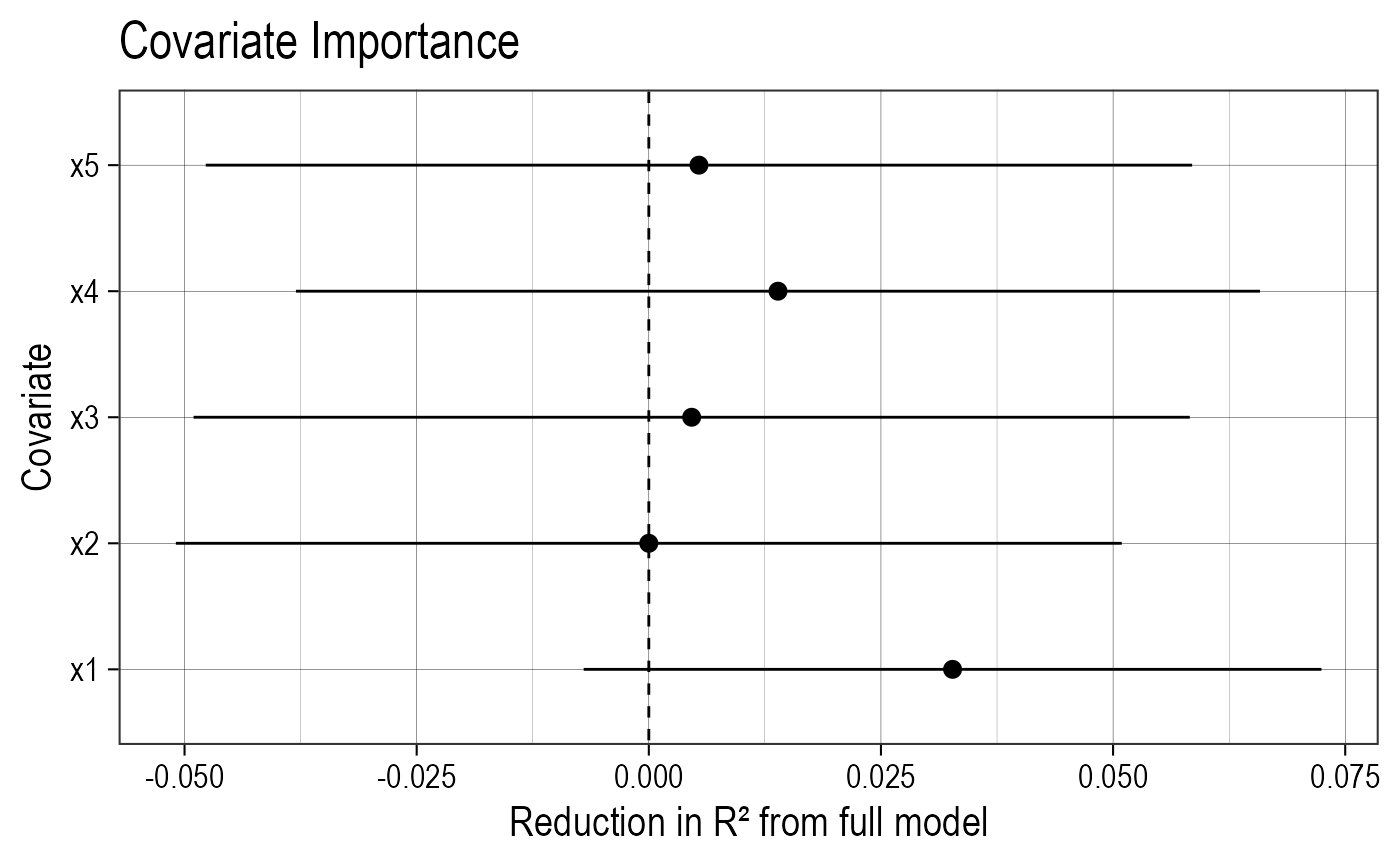 Covariate Importance
Covariate
x5
x4
x3
x2
x1
-0.050 -0.025 0.000 0.025 0.050 0.075
Reduction in R² from full model